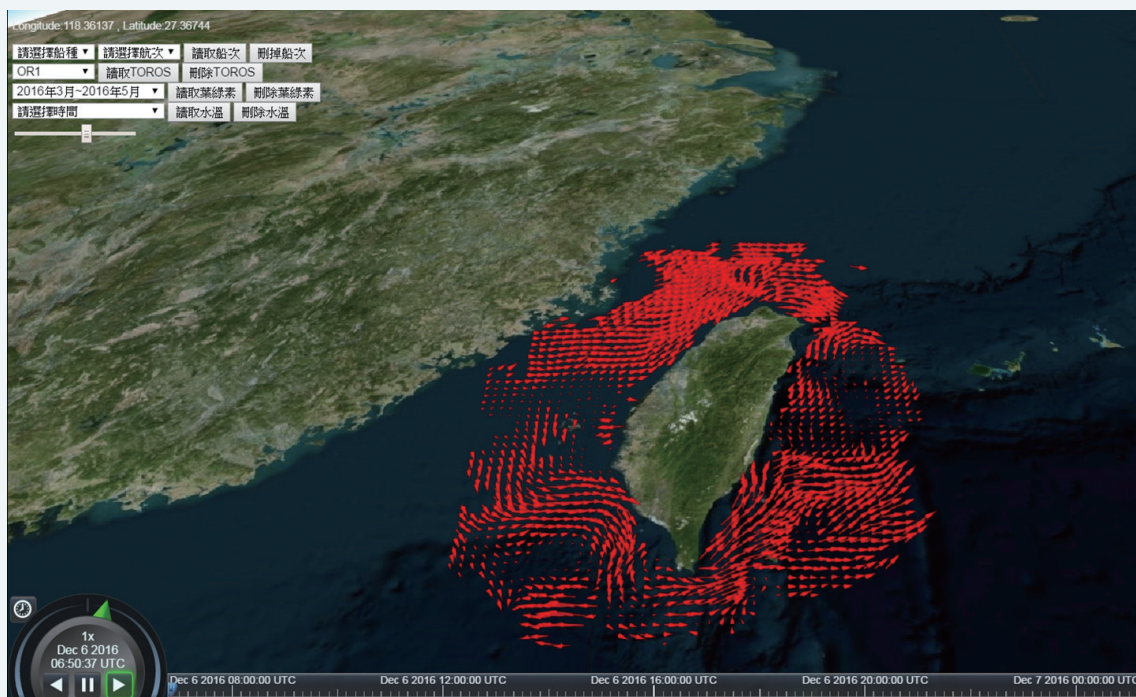 Longitude:118.36137 , Latitude:27.36744
請選擇船種 請選擇航次 讀取船次 刪掉船次
OR1 讀取TOROS 刪除TOROS
2016年3月~2016年5月 讀取葉綠素 刪除葉綠素
請選擇時間 讀取水溫 刪除水溫
1x
Dec 6 2016
06:50:37 UTC
Dec 6 2016 08:00:00 UTC Dec 6 2016 12:00:00 UTC Dec 6 2016 16:00:00 UTC Dec 6 2016 20:00:00 UTC Dec 7 2016 00:00:00 UTC